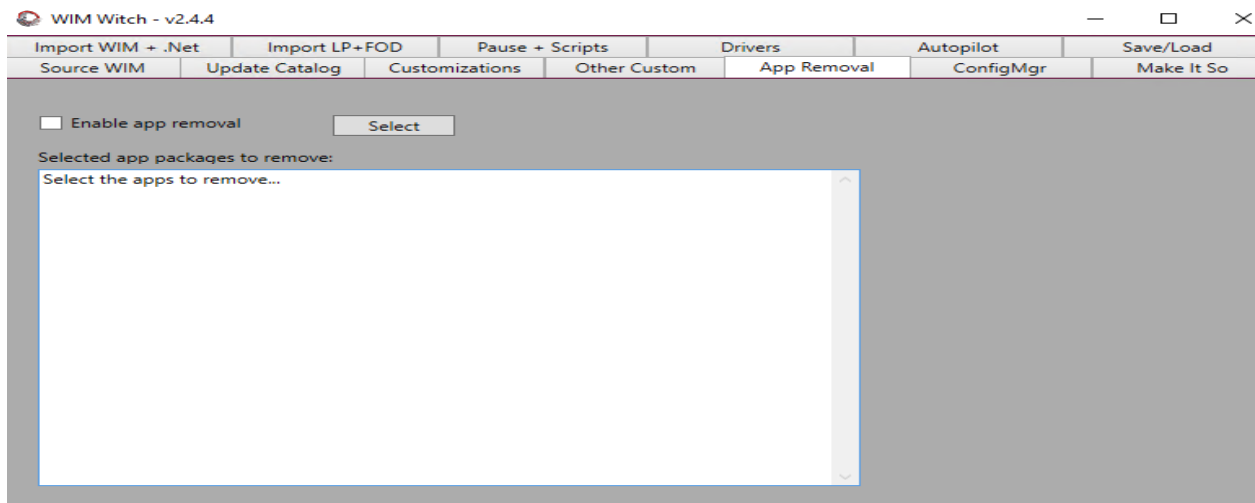 WIM Witch - v2.4.4
Import WIM + .Net Import LP+FOD Pause + Scripts Drivers Autopilot Save/Load
Source WIM Update Catalog Customizations Other Custom App Removal ConfigMgr Make It So
Enable app removal Select
Selected app packages to remove:
Select the apps to remove...